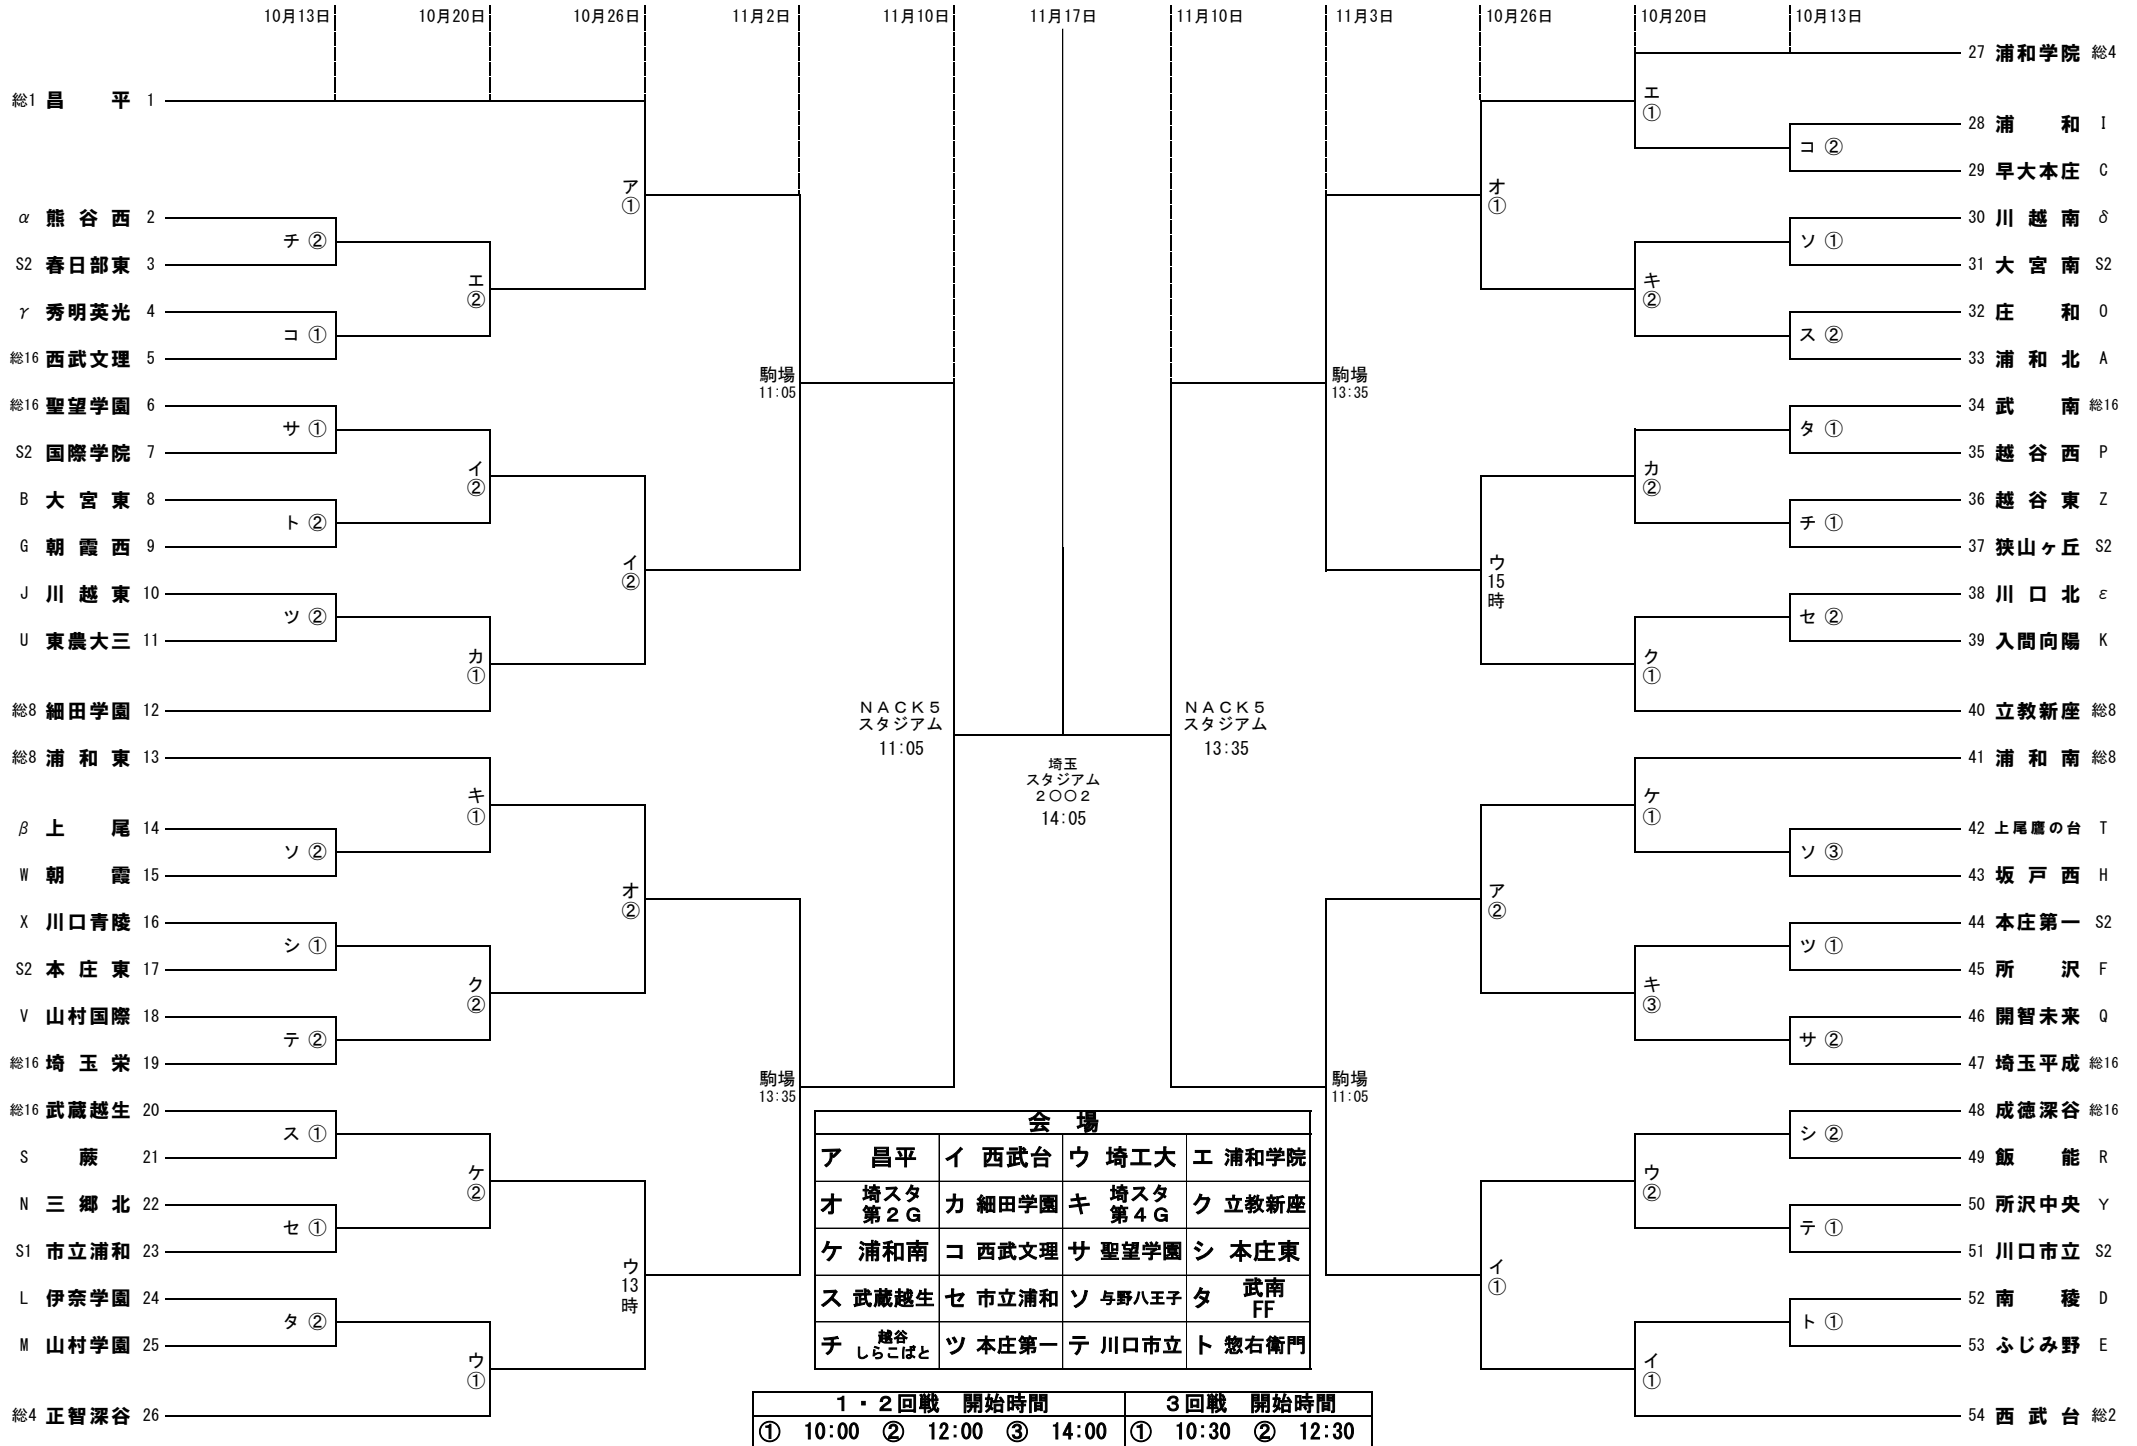 10月13日 10月20日 10月26日 11月2日 11月10日 11月17日 11月10日 11月3日 10月26日 10月20日 10月13日
総1 昌平 1
α 熊谷西 2
S2 春日部東 3
γ 秀明英光 4
総16 西武文理 5
総16 聖望学園 6
S2 国際学院 7
B 大宮東 8
G 朝霞西 9
J 川越東 10
U 東農大三 11
総8 細田学園 12
総8 浦和東 13
β 上尾 14
W 朝霞 15
X 川口青陵 16
S2 本庄東 17
V 山村国際 18
総16 埼玉栄 19
総16 武蔵越生 20
S 蕨 21
N 三郷北 22
S1 市立浦和 23
L 伊奈学園 24
M 山村学園 25
総4 正智深谷 26
チ ②
コ ①
サ ①
ト ②
ツ ②
ソ ②
シ ①
テ ②
ス ①
セ ①
タ ②
エ
②
イ
②
カ
①
キ
①
ク
②
ケ
②
ウ
①
ア
①
イ
②
オ
②
ウ
13
時
駒場
11:05
駒場
13:35
NACK5
スタジアム
11:05
埼玉
スタジアム
2○○2
14:05
NACK5
スタジアム
13:35
駒場
13:35
駒場
11:05
オ
①
ウ
15
時
ア
②
イ
①
エ
①
キ
②
カ
②
ク
①
ケ
①
キ
③
ウ
②
イ
①
コ ②
ソ ①
ス ②
タ ①
チ ①
セ ②
ソ ③
ツ ①
サ ②
シ ②
テ ①
ト ①
27 浦和学院 総4
28 浦和 I
29 早大本庄 C
30 川越南 δ
31 大宮南 S2
32 庄和 O
33 浦和北 A
34 武南 総16
35 越谷西 P
36 越谷東 Z
37 狭山ヶ丘 S2
38 川口北 ε
39 入間向陽 K
40 立教新座 総8
41 浦和南 総8
42 上尾鷹の台 T
43 坂戸西 H
44 本庄第一 S2
45 所沢 F
46 開智未来 Q
47 埼玉平成 総16
48 成徳深谷 総16
49 飯能 R
50 所沢中央 Y
51 川口市立 S2
52 南稜 D
53 ふじみ野 E
54 西武台 総2
会場
ア 昌平 イ 西武台 ウ 埼工大 エ 浦和学院
オ 埼スタ第2G カ 細田学園 キ 埼スタ第4G ク 立教新座
ケ 浦和南 コ 西武文理 サ 聖望学園 シ 本庄東
ス 武蔵越生 セ 市立浦和 ソ 与野八王子 タ 武南FF
チ 越谷しらこばと ツ 本庄第一 テ 川口市立 ト 惣右衛門
1・2回戦 開始時間 3回戦 開始時間
① 10:00 ② 12:00 ③ 14:00 ① 10:30 ② 12:30